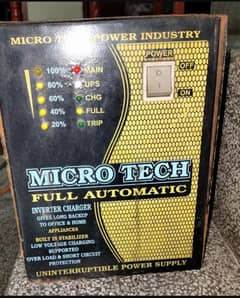 MICRO TECH POWER INDUSTRY
POWER
OFF
ON
100% MAIN
80% UPS
60% CHG
40% FULL
20% TRIP
MICRO TECH
FULL AUTOMATIC
INVERTER CHARGER
GIVES LONG BACKUP
TO OFFICE & HOME
APPLIANCES
BUILT IN STABILIZER
LOW VOLTAGE CHARGING
SUPPORTED
OVER LOAD & SHORT CIRCUIT
PROTECTION
UNINTERRUPTIBLE POWER SUPPLY